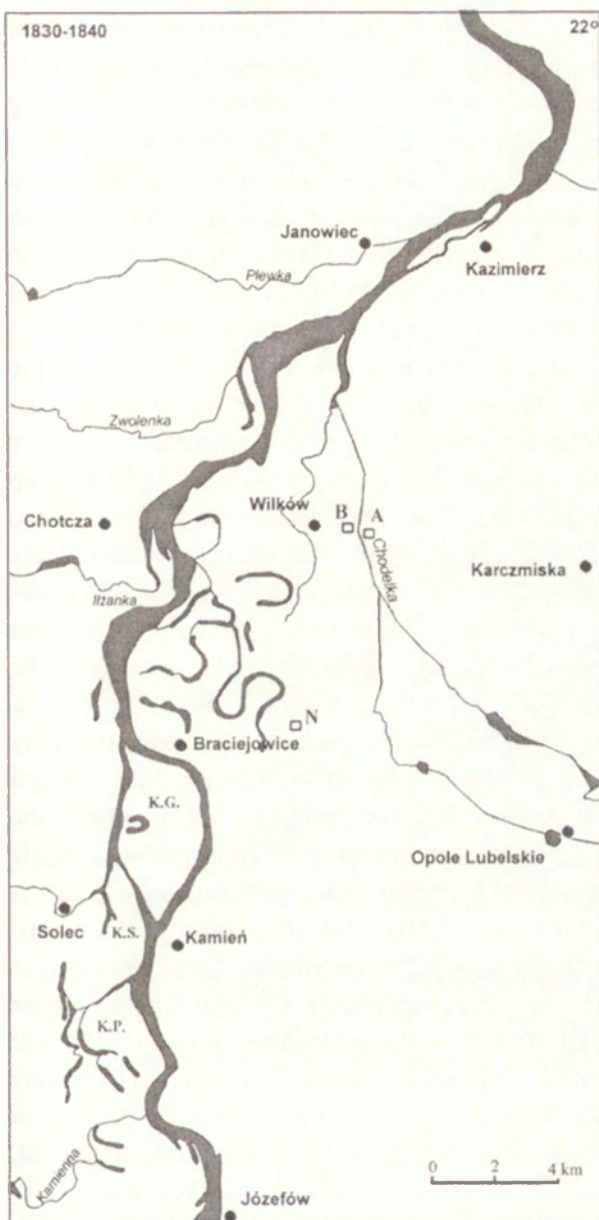 1830-1840 22°
Janowiec
Kazimierz
Plewka
Zwolenka
Wilków B A
Chotcza
Chodelka
Karczmiska
Iłżanka
N
Braciejowice
K.G.
Opole Lubelskie
Solec K.S. Kamień
K.P.
Kamienna
0 2 4 km
Józefów